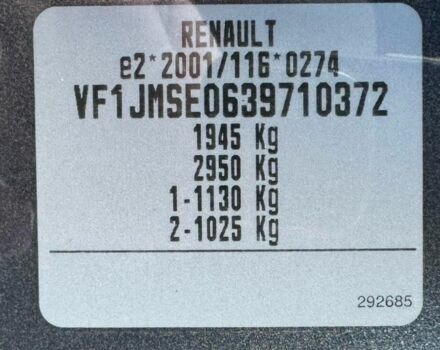 RENAULT
e2*2001/116*0274
VF1JMSE0639710372
1945 Kg
2950 Kg
1-1130 Kg
2-1025 Kg
292685